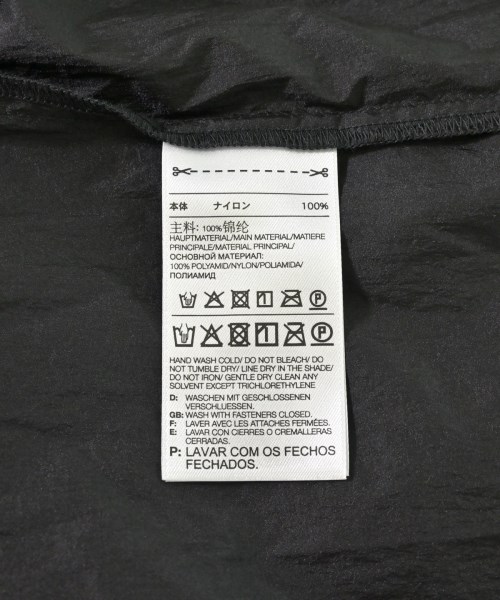 本体 ナイロン 100%
主料: 100%锦纶
HAUPTMATERIAL/MAIN MATERIAL/MATIERE
PRINCIPALE/MATERIAL PRINCIPAL/
ОСНОВНОЙ МАТЕРИАЛ:
100% POLYAMID/NYLON/POLIAMIDA/
ПОЛИАМИД
P
P
HAND WASH COLD/ DO NOT BLEACH/ DO
NOT TUMBLE DRY/ LINE DRY IN THE SHADE/
DO NOT IRON/ GENTLE DRY CLEAN ANY
SOLVENT EXCEPT TRICHLORETHYLENE
D: WASCHEN MIT GESCHLOSSENEN
VERSCHLUESSEN.
GB: WASH WITH FASTENERS CLOSED.
F: LAVER AVEC LES ATTACHES FERMÉES.
E: LAVAR CON CIERRES O CREMALLERAS
CERRADAS.
P: LAVAR COM OS FECHOS
FECHADOS.